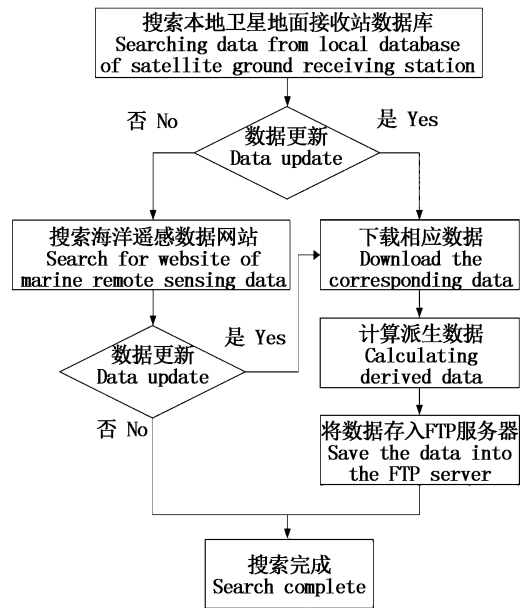 搜索本地卫星地面接收站数据库
Searching data from local database
of satellite ground receiving station
否 No
是 Yes
数据更新
Data update
搜索海洋遥感数据网站
Search for website of
marine remote sensing data
下载相应数据
Download the
corresponding data
是 Yes
数据更新
Data update
计算派生数据
Calculating
derived data
否 No
将数据存入FTP服务器
Save the data into
the FTP server
搜索完成
Search complete